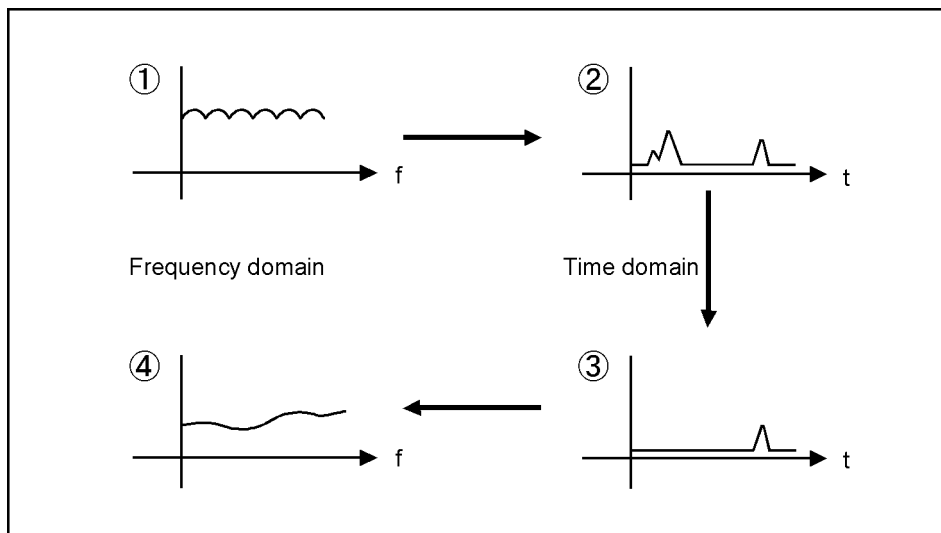 ①
②
f
t
Frequency domain
Time domain
④
③
f
t